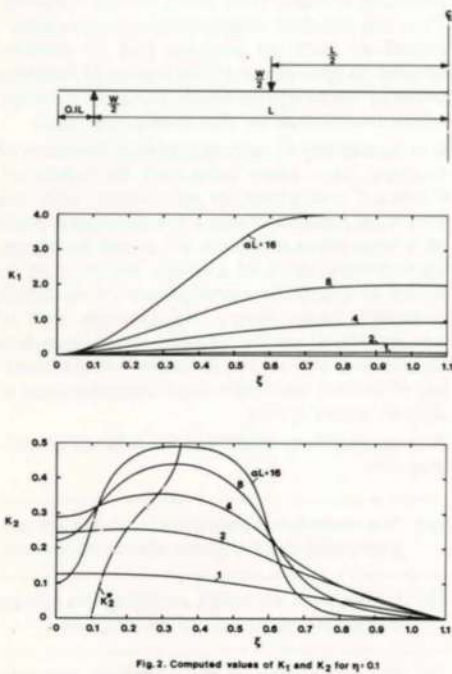 ℄
L/2
W/2
W/2
0.1L
L
4.0
αL=16
3.0
K₁
8
2.0
4
1.0
2
1
0
0 0.1 0.2 0.3 0.4 0.5 0.6 0.7 0.8 0.9 1.0 1.1
ξ
0.5
αL=16
8
0.4
4
0.3
K₂
2
0.2
1
0.1
K₂*
0
0 0.1 0.2 0.3 0.4 0.5 0.6 0.7 0.8 0.9 1.0 1.1
ξ
Fig. 2. Computed values of K₁ and K₂ for η=0.1